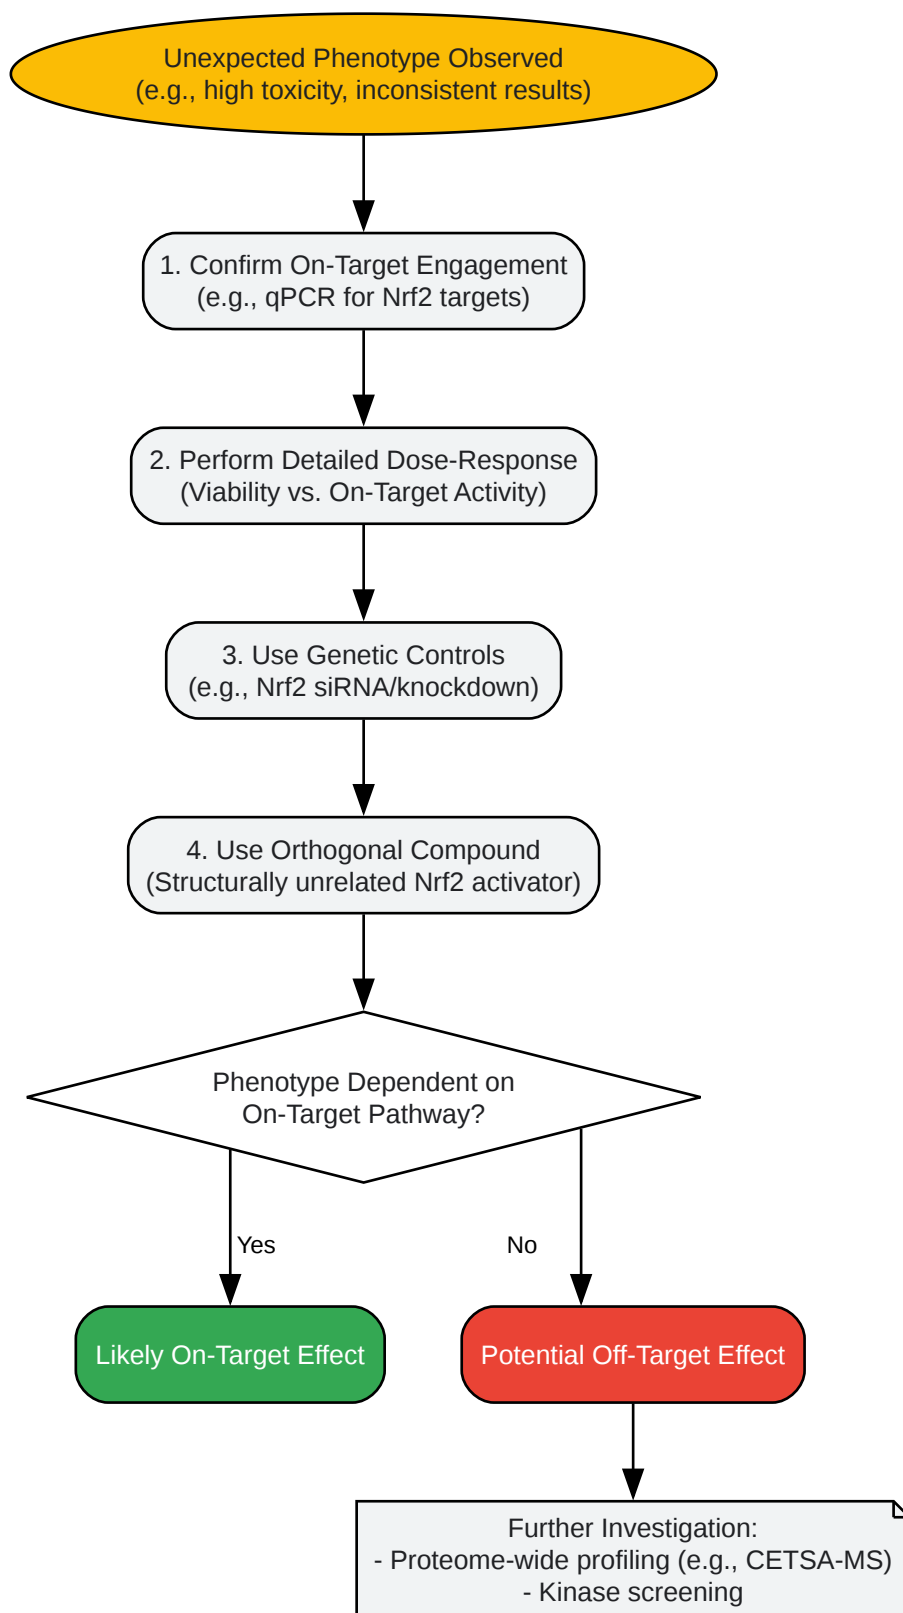 Unexpected Phenotype Observed
(e.g., high toxicity, inconsistent results)
1. Confirm On-Target Engagement
(e.g., qPCR for Nrf2 targets)
2. Perform Detailed Dose-Response
(Viability vs. On-Target Activity)
3. Use Genetic Controls
(e.g., Nrf2 siRNA/knockdown)
4. Use Orthogonal Compound
(Structurally unrelated Nrf2 activator)
Phenotype Dependent on
On-Target Pathway?
Yes
No
Likely On-Target Effect
Potential Off-Target Effect
Further Investigation:
- Proteome-wide profiling (e.g., CETSA-MS)
- Kinase screening